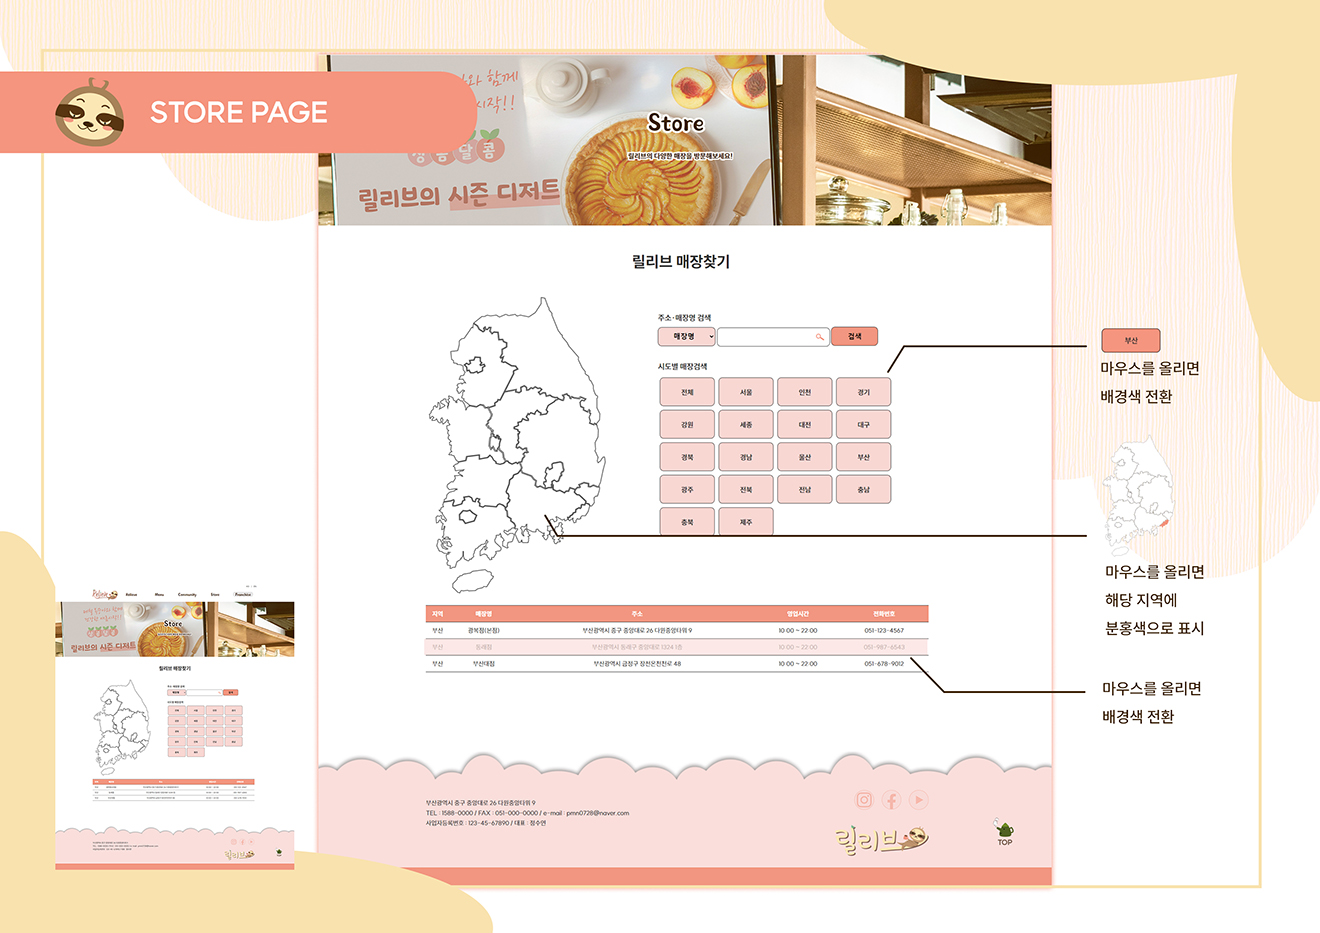 STORE PAGE
와 함께
시작!!
상콤달콤
릴리브의 시즌 디저트
Store
릴리브의 다양한 매장을 방문해보세요!
릴리브 매장찾기
주소·매장명 검색
매장명
검색
시도별 매장검색
전체 서울 인천 경기
강원 세종 대전 대구
경북 경남 울산 부산
광주 전북 전남 충남
충북 제주
부산
마우스를 올리면
배경색 전환
마우스를 올리면
해당 지역에
분홍색으로 표시
지역 매장명 주소 영업시간 전화번호
부산 광복점(본점) 부산광역시 중구 중앙대로 26 다원중앙타워 9 10:00 ~ 22:00 051-123-4567
부산 동래점 부산광역시 동래구 중앙대로 1324 1층 10:00 ~ 22:00 051-987-6543
부산 부산대점 부산광역시 금정구 장전온천천로 48 10:00 ~ 22:00 051-678-9012
마우스를 올리면
배경색 전환
부산광역시 중구 중앙대로 26 다원중앙타워 9
TEL : 1588-0000 / FAX : 051-000-0000 / e-mail : pmn0728@naver.com
사업자등록번호 : 123-45-67890 / 대표 : 정수연
릴리브
TOP
Menu Community Store Franchise
릴리브의 시즌 디저트
Store
릴리브 매장찾기
릴리브